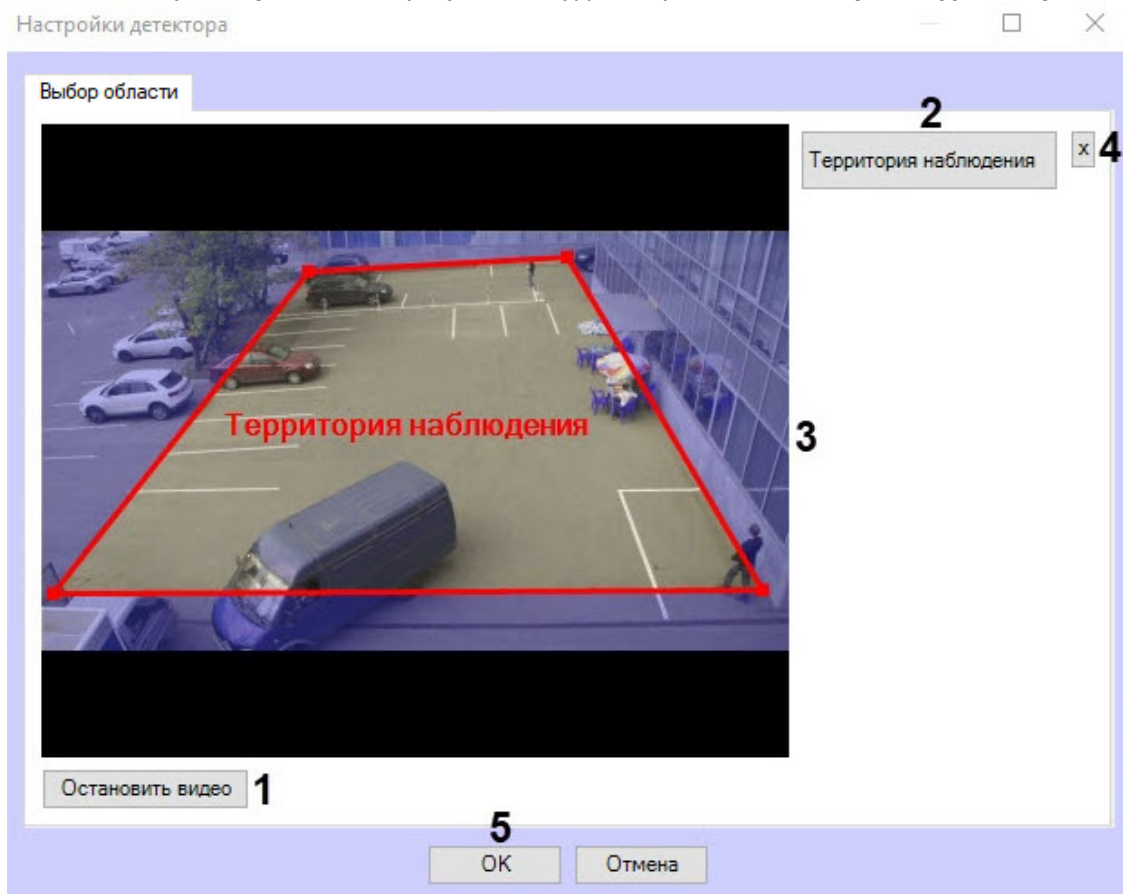 Настройки детектора
Выбор области
2
Территория наблюдения
x
4
Территория наблюдения
3
Остановить видео
1
5
OK
Отмена